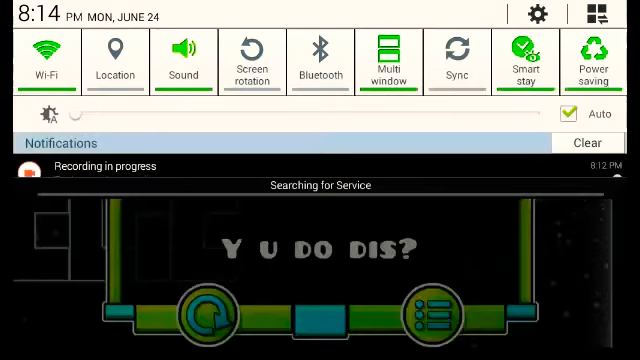 8:14 PM MON, JUNE 24
Wi-Fi Location Sound Screen rotation Bluetooth Multi window Sync Smart stay Power saving
A Auto
Notifications Clear
Recording in progress 8:12 PM
Searching for Service
Y U DO DIS?